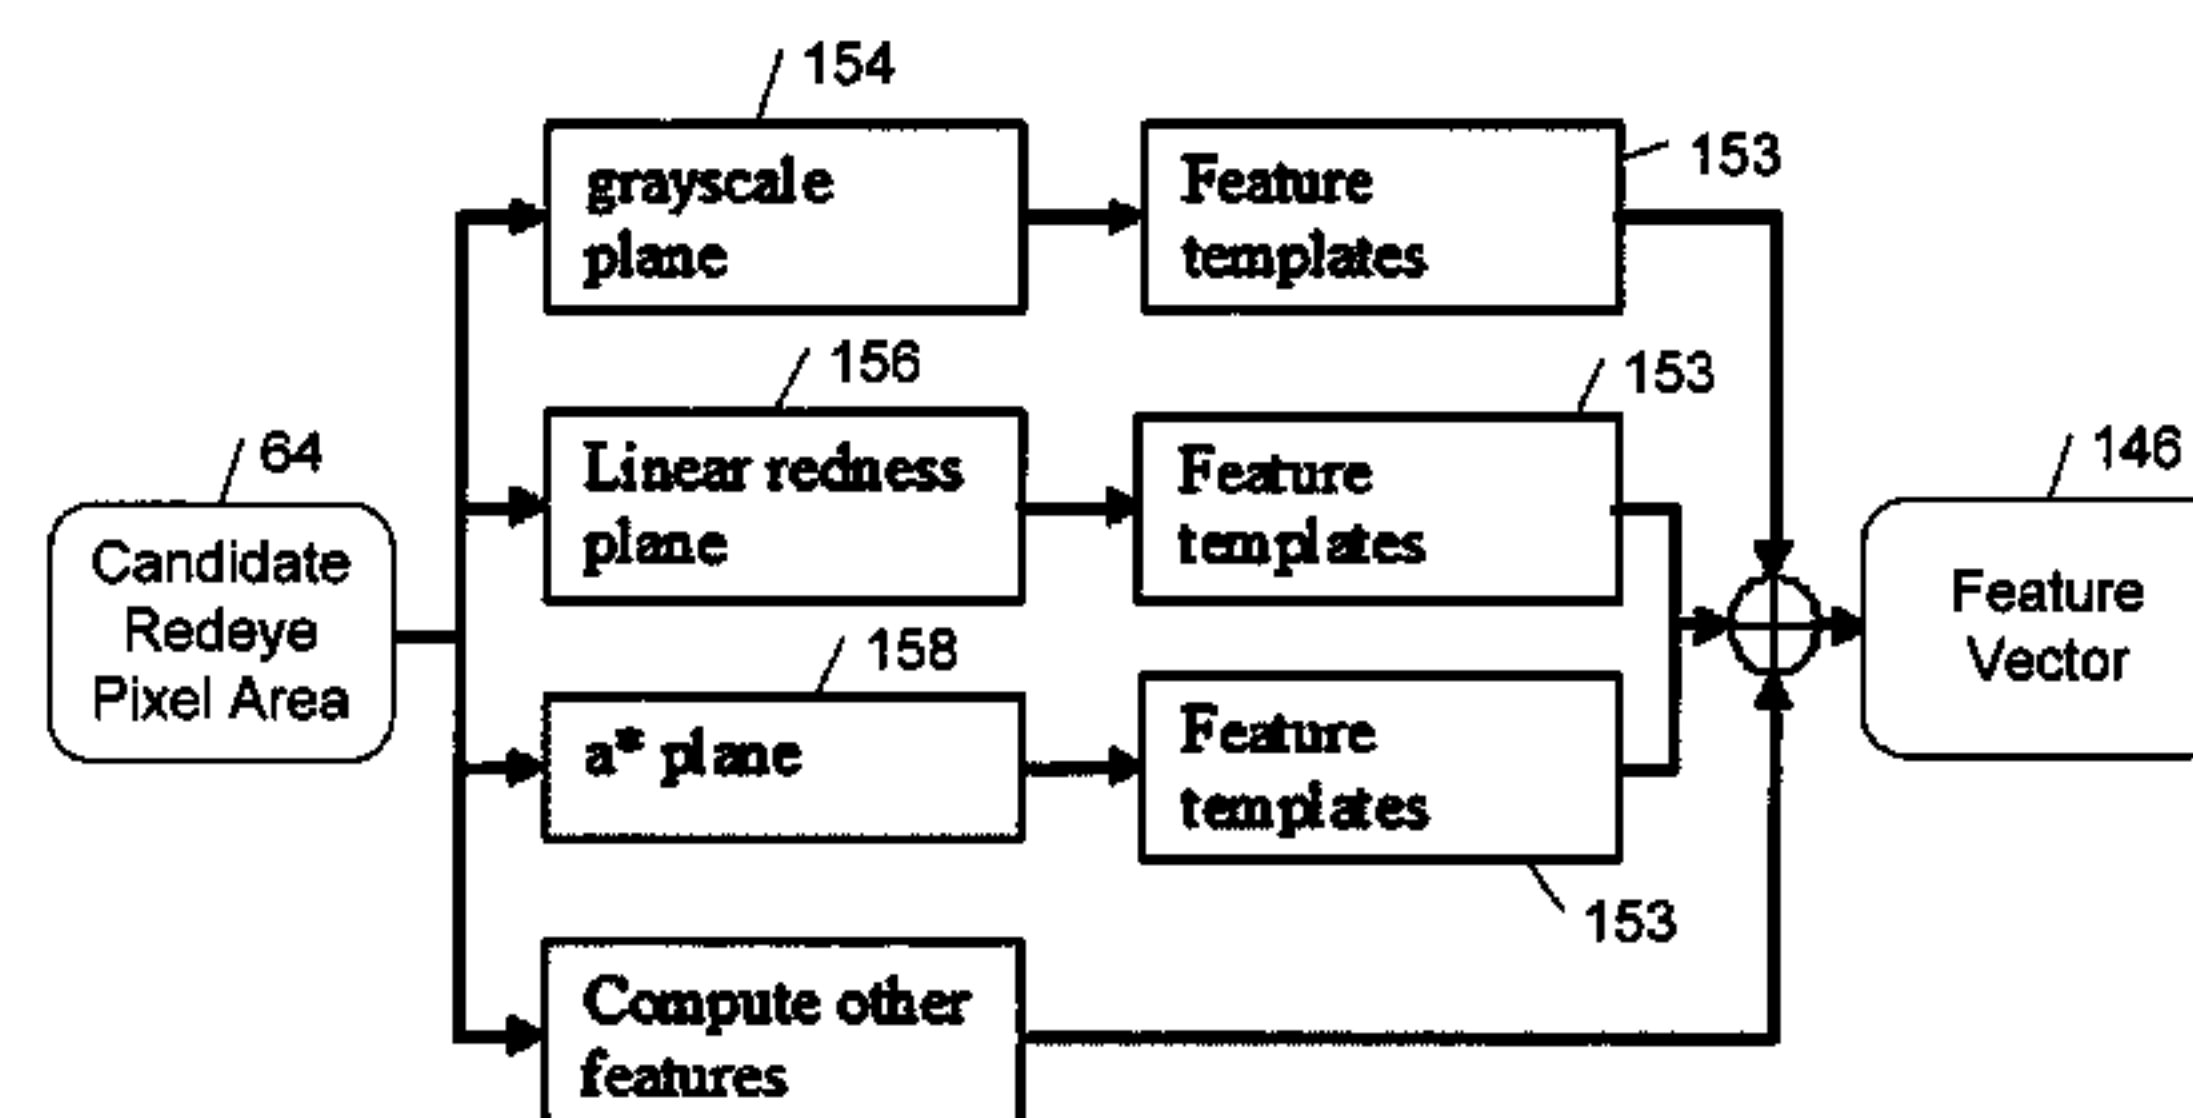 154
grayscale
plane
Feature
templates
153
156
Linear redness
plane
Feature
templates
153
64
Candidate
Redeye
Pixel Area
146
Feature
Vector
158
a* plane
Feature
templates
153
Compute other
features